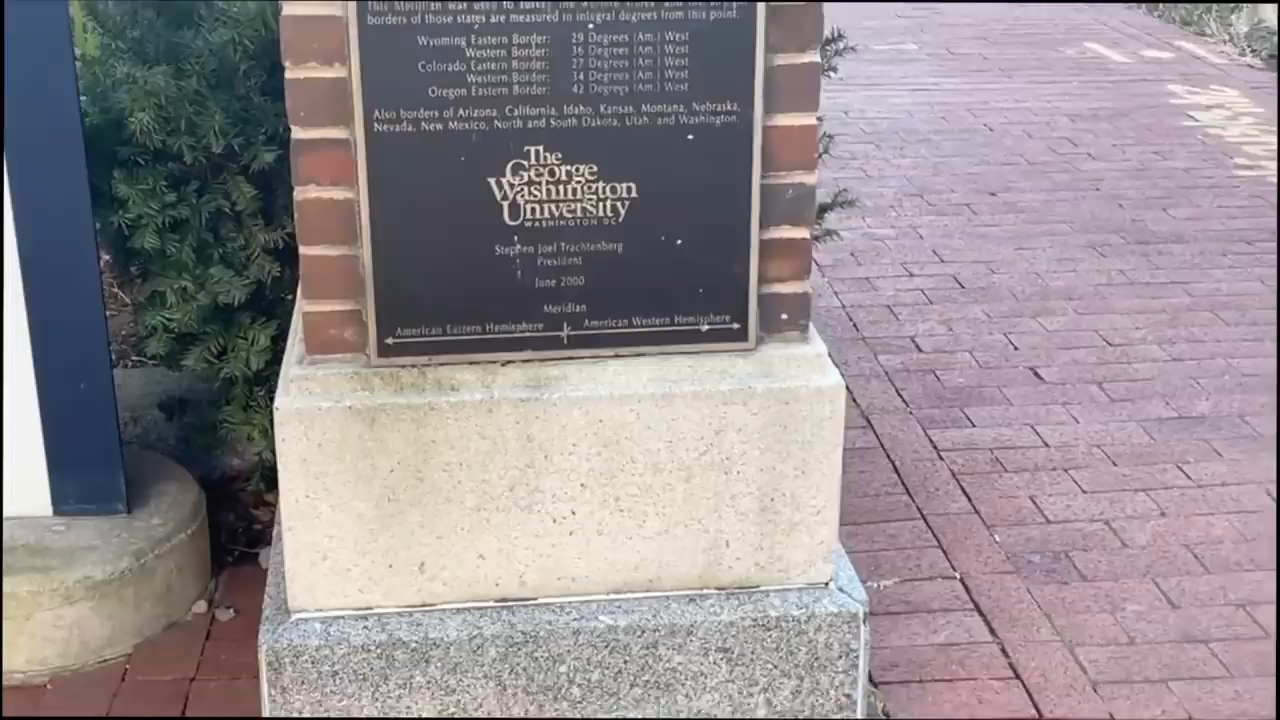 This Meridian was used to survey the
borders of those states are measured in integral degrees from this point.
Wyoming Eastern Border: 29 Degrees (Am.) West
Western Border: 36 Degrees (Am.) West
Colorado Eastern Border: 27 Degrees (Am.) West
Western Border: 34 Degrees (Am.) West
Oregon Eastern Border: 42 Degrees (Am.) West
Also borders of Arizona, California, Idaho, Kansas, Montana, Nebraska,
Nevada, New Mexico, North and South Dakota, Utah, and Washington.
The
George
Washington
University
WASHINGTON DC
Stephen Joel Trachtenberg
President
June 2000
Meridian
American Eastern Hemisphere American Western Hemisphere